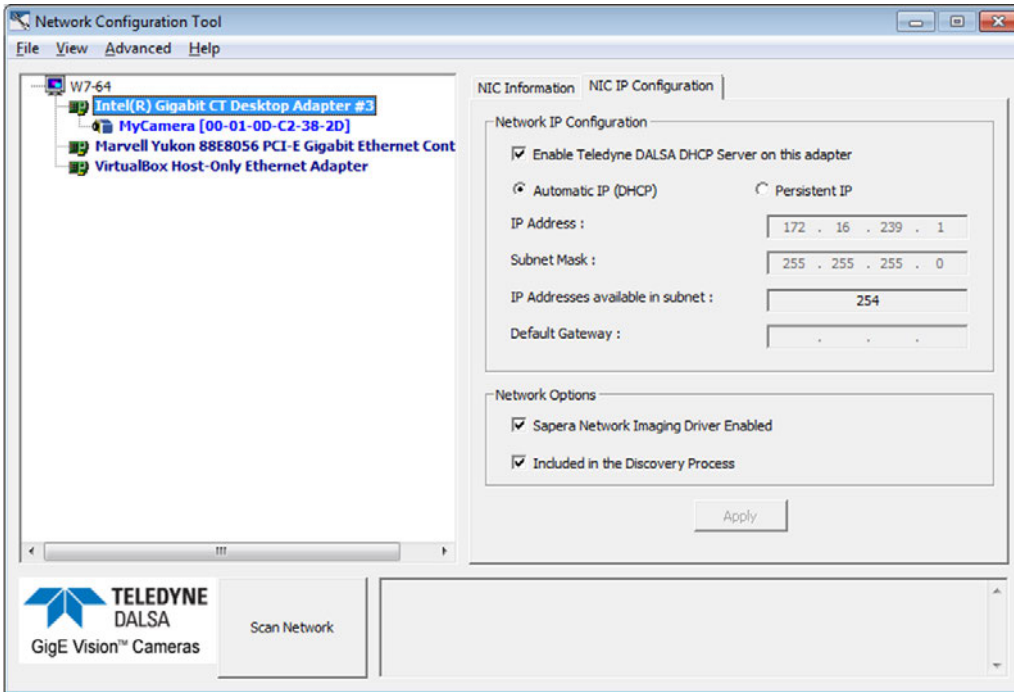 Network Configuration Tool
File View Advanced Help
W7-64
Intel(R) Gigabit CT Desktop Adapter #3
MyCamera [00-01-0D-C2-38-2D]
Marvell Yukon 88E8056 PCI-E Gigabit Ethernet Cont
VirtualBox Host-Only Ethernet Adapter
NIC Information NIC IP Configuration
Network IP Configuration
Enable Teledyne DALSA DHCP Server on this adapter
Automatic IP (DHCP) Persistent IP
IP Address : 172 . 16 . 239 . 1
Subnet Mask : 255 . 255 . 255 . 0
IP Addresses available in subnet : 254
Default Gateway : . . .
Network Options
Sapera Network Imaging Driver Enabled
Included in the Discovery Process
Apply
TELEDYNE
DALSA
GigE Vision™ Cameras
Scan Network